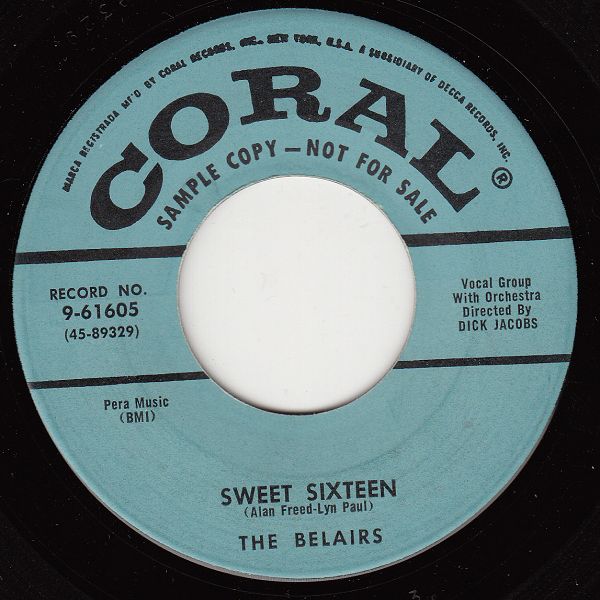 MARCA REGISTRADA MF'D BY CORAL RECORDS, INC., NEW YORK, U.S.A. A SUBSIDIARY OF DECCA RECORDS, INC.
CORAL®
SAMPLE COPY — NOT FOR SALE
RECORD NO.
9-61605
(45-89329)
Vocal Group
With Orchestra
Directed By
DICK JACOBS
Pera Music
(BMI)
SWEET SIXTEEN
(Alan Freed-Lyn Paul)
THE BELAIRS